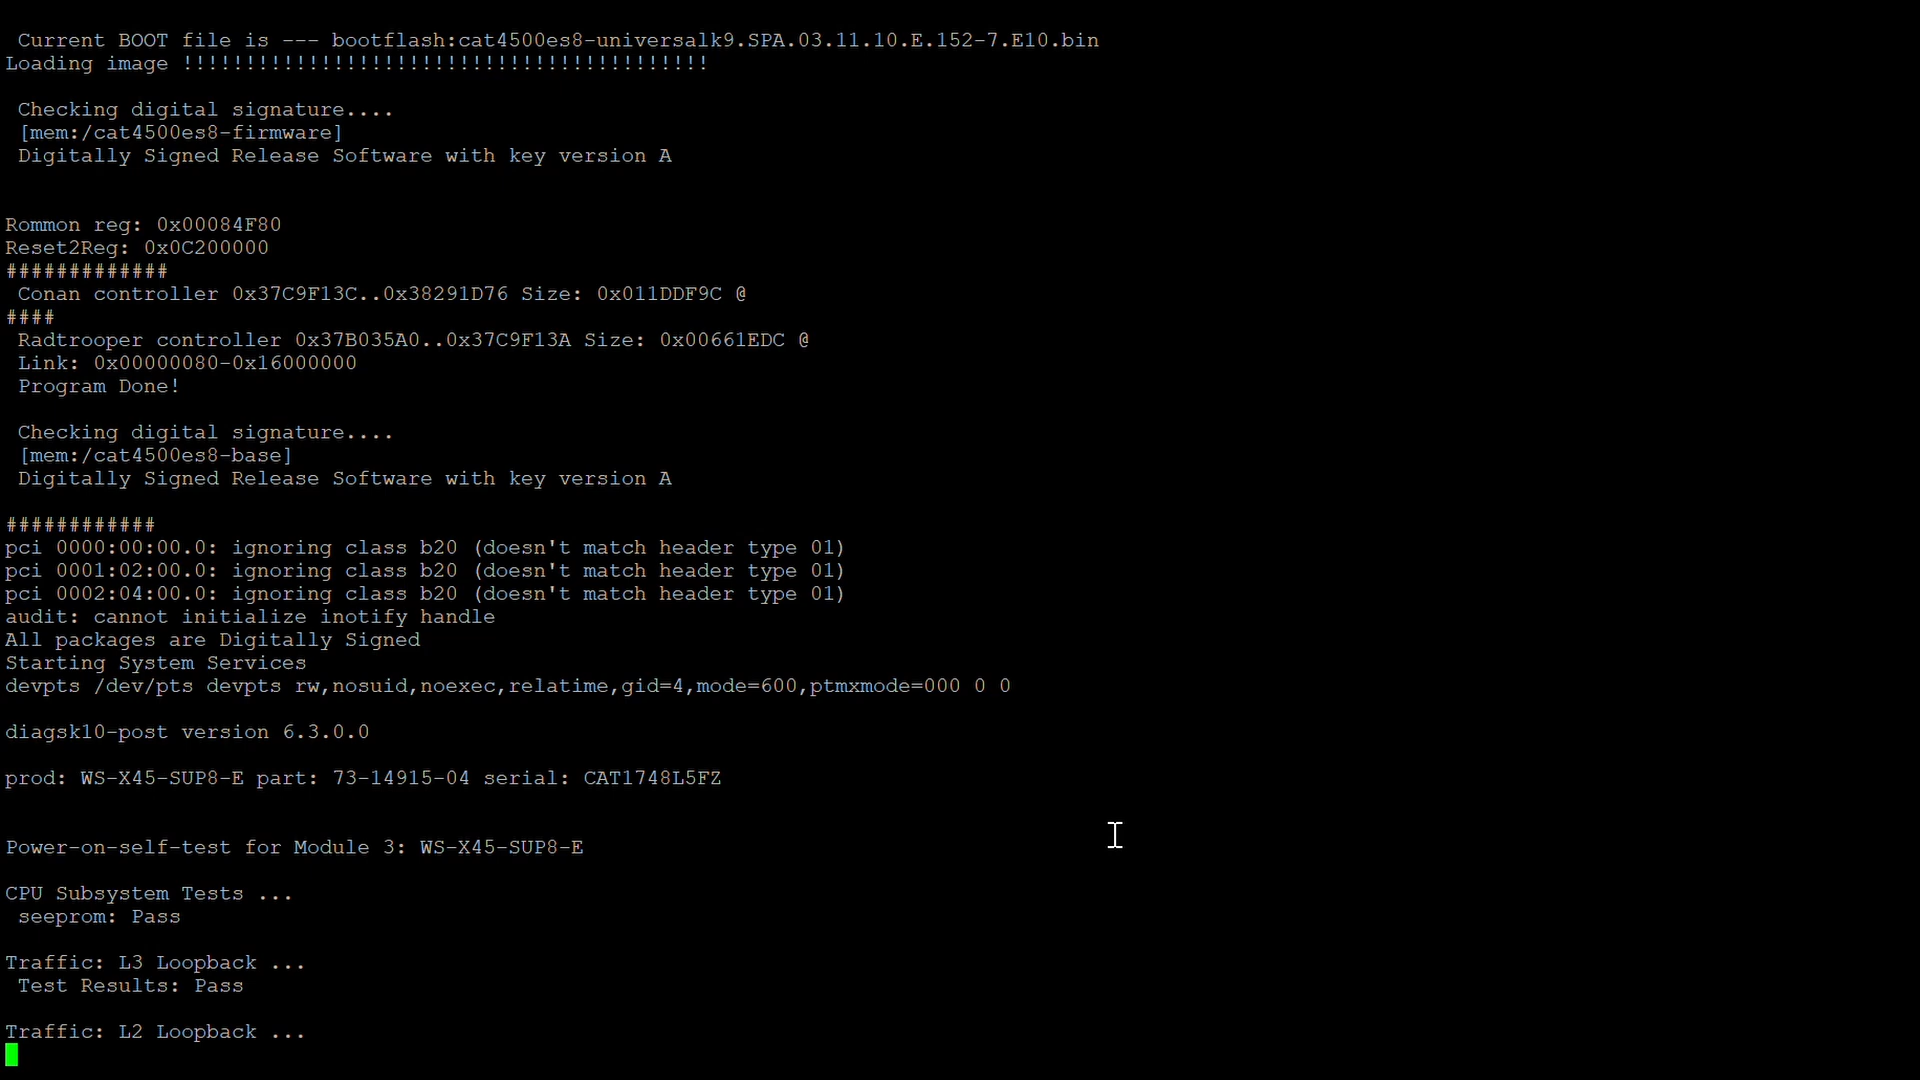 Current BOOT file is --- bootflash:cat4500es8-universalk9.SPA.03.11.10.E.152-7.E10.bin
Loading image !!!!!!!!!!!!!!!!!!!!!!!!!!!!!!!!!!!!!!!!!!
Checking digital signature....
[mem:/cat4500es8-firmware]
Digitally Signed Release Software with key version A
Rommon reg: 0x00084F80
Reset2Reg: 0x0C200000
#############
Conan controller 0x37C9F13C..0x38291D76 Size: 0x011DDF9C @
####
Radtrooper controller 0x37B035A0..0x37C9F13A Size: 0x00661EDC @
Link: 0x00000080-0x16000000
Program Done!
Checking digital signature....
[mem:/cat4500es8-base]
Digitally Signed Release Software with key version A
############
pci 0000:00:00.0: ignoring class b20 (doesn't match header type 01)
pci 0001:02:00.0: ignoring class b20 (doesn't match header type 01)
pci 0002:04:00.0: ignoring class b20 (doesn't match header type 01)
audit: cannot initialize inotify handle
All packages are Digitally Signed
Starting System Services
devpts /dev/pts devpts rw,nosuid,noexec,relatime,gid=4,mode=600,ptmxmode=000 0 0
diagsk10-post version 6.3.0.0
prod: WS-X45-SUP8-E part: 73-14915-04 serial: CAT1748L5FZ
Power-on-self-test for Module 3: WS-X45-SUP8-E
CPU Subsystem Tests ...
seeprom: Pass
Traffic: L3 Loopback ...
Test Results: Pass
Traffic: L2 Loopback ...